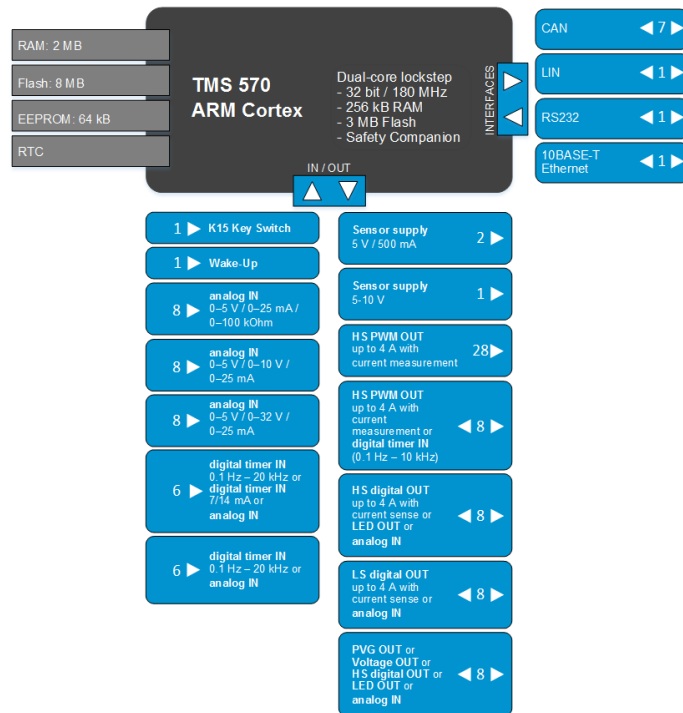 RAM: 2 MB
Flash: 8 MB
EEPROM: 64 kB
RTC
TMS 570
ARM Cortex
Dual-core lockstep
- 32 bit / 180 MHz
- 256 kB RAM
- 3 MB Flash
- Safety Companion
INTERFACES
IN / OUT
CAN 7
LIN 1
RS232 1
10BASE-T
Ethernet 1
1 K15 Key Switch
1 Wake-Up
analog IN
0–5 V / 0–25 mA /
0–100 kOhm
8
analog IN
0–5 V / 0–10 V /
0–25 mA
8
analog IN
0–5 V / 0–32 V /
0–25 mA
8
digital timer IN
0.1 Hz – 20 kHz or
digital timer IN
7/14 mA or
analog IN
6
digital timer IN
0.1 Hz – 20 kHz or
analog IN
6
Sensor supply
5 V / 500 mA
2
Sensor supply
5-10 V
1
HS PWM OUT
up to 4 A with
current measurement
28
HS PWM OUT
up to 4 A with
current
measurement or
digital timer IN
(0.1 Hz – 10 kHz)
8
HS digital OUT
up to 4 A with
current sense or
LED OUT or
analog IN
8
LS digital OUT
up to 4 A with
current sense or
analog IN
8
PVG OUT or
Voltage OUT or
HS digital OUT or
LED OUT or
analog IN
8